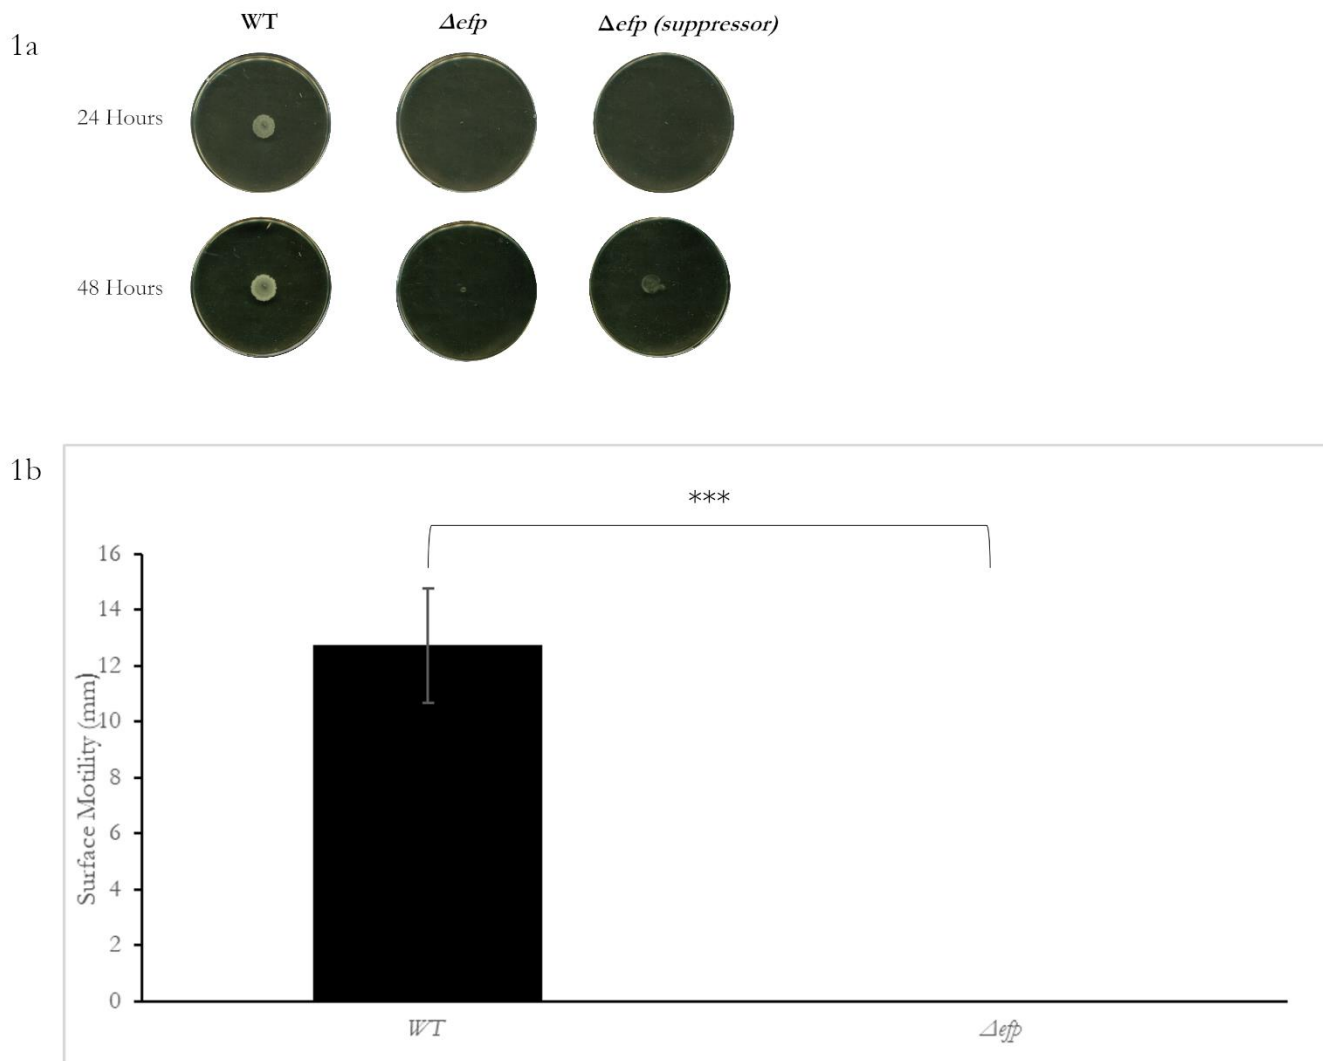 1a
WT Δefp Δefp (suppressor)
24 Hours
48 Hours
1b
***
Surface Motility (mm)
16
14
12
10
8
6
4
2
0
WT Δefp